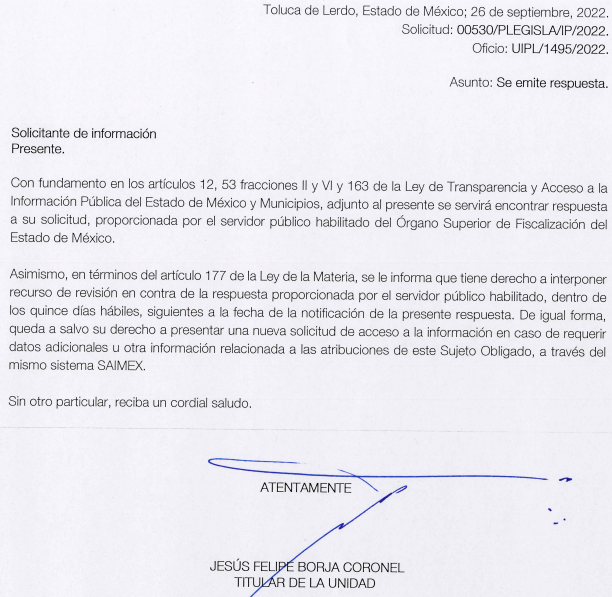 Toluca de Lerdo, Estado de México; 26 de septiembre, 2022.
Solicitud: 00530/PLEGISLA/IP/2022.
Oficio: UIPL/1495/2022.
Asunto: Se emite respuesta.
Solicitante de información
Presente.
Con fundamento en los artículos 12, 53 fracciones II y VI y 163 de la Ley de Transparencia y Acceso a la
Información Pública del Estado de México y Municipios, adjunto al presente se servirá encontrar respuesta
a su solicitud, proporcionada por el servidor público habilitado del Órgano Superior de Fiscalización del
Estado de México.
Asimismo, en términos del artículo 177 de la Ley de la Materia, se le informa que tiene derecho a interponer
recurso de revisión en contra de la respuesta proporcionada por el servidor público habilitado, dentro de
los quince días hábiles, siguientes a la fecha de la notificación de la presente respuesta. De igual forma,
queda a salvo su derecho a presentar una nueva solicitud de acceso a la información en caso de requerir
datos adicionales u otra información relacionada a las atribuciones de este Sujeto Obligado, a través del
mismo sistema SAIMEX.
Sin otro particular, reciba un cordial saludo.
ATENTAMENTE
JESÚS FELIPE BORJA CORONEL
TITULAR DE LA UNIDAD